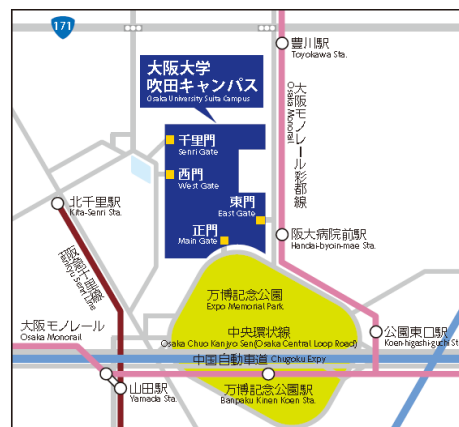 171
豊川駅
Toyokawa Sta.
大阪大学
吹田キャンパス
Osaka University Suita Campus
大阪モノレール彩都線
Osaka Monorail
千里門
Senri Gate
西門
West Gate
東門
East Gate
正門
Main Gate
北千里駅
Kita-Senri Sta.
阪急千里線
Hankyu Senri Line
阪大病院前駅
Handai-byoin-mae Sta.
万博記念公園
Expo Memorial Park
大阪モノレール
Osaka Monorail
中央環状線
Osaka Chuo Kanjyo Sen(Osaka Central Loop Road)
公園東口駅
Koen-higashiguchi St
中国自動車道 Chugoku Expy
山田駅
Yamada Sta.
万博記念公園駅
Banpaku Kinen Koen Sta.